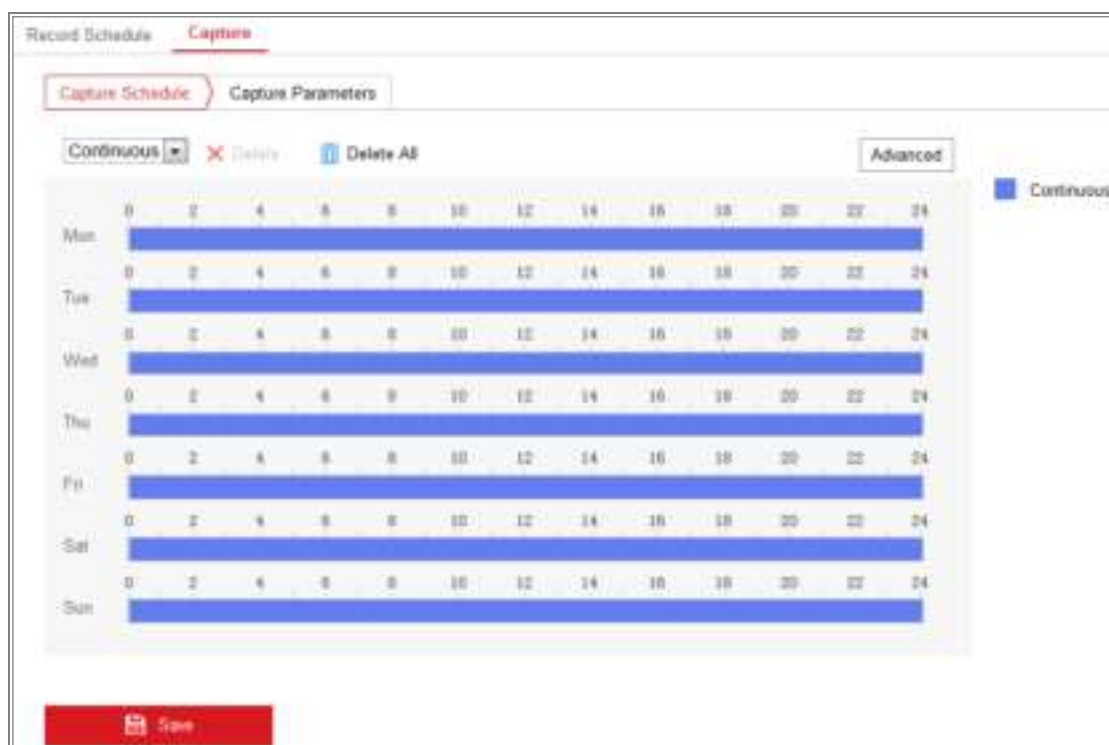 Record Schedule Capture
Capture Schedule Capture Parameters
Continuous Delete Delete All Advanced
Continuous
0 2 4 6 8 10 12 14 16 18 20 22 24
Mon
0 2 4 6 8 10 12 14 16 18 20 22 24
Tue
0 2 4 6 8 10 12 14 16 18 20 22 24
Wed
0 2 4 6 8 10 12 14 16 18 20 22 24
Thu
0 2 4 6 8 10 12 14 16 18 20 22 24
Fri
0 2 4 6 8 10 12 14 16 18 20 22 24
Sat
0 2 4 6 8 10 12 14 16 18 20 22 24
Sun
Save